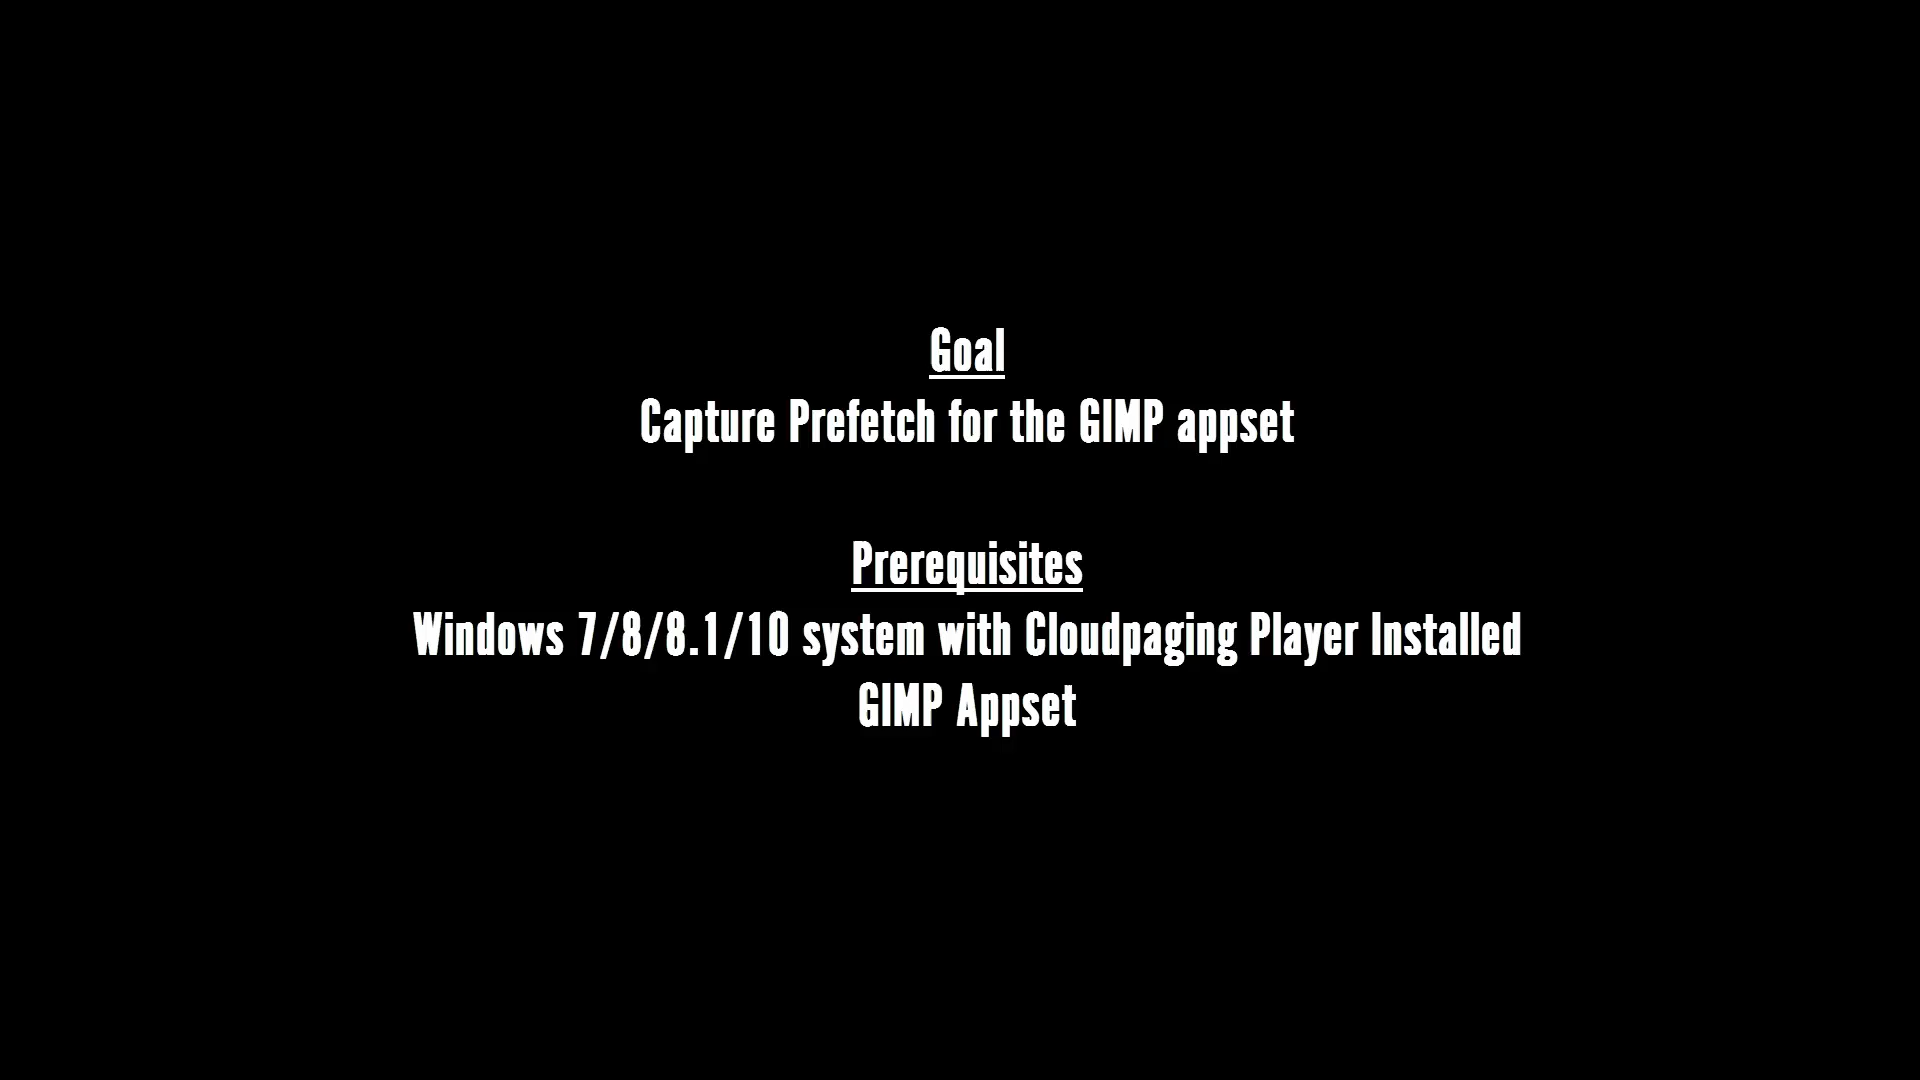 Goal
Capture Prefetch for the GIMP appset
Prerequisites
Windows 7/8/8.1/10 system with Cloudpaging Player Installed
GIMP Appset